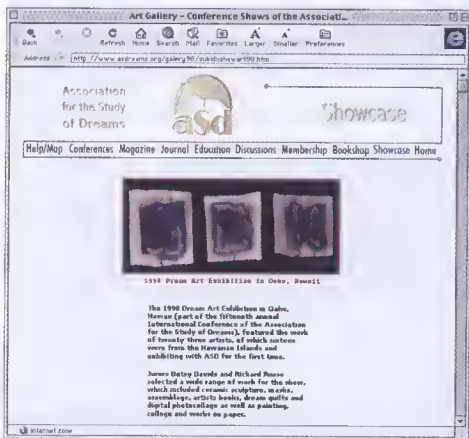 Art Gallery – Conference Shows of the Associati...
Back Refresh Home Search Mail Favorites Larger Smaller Preferences
Address http://www.asdreams.org/
Association
for the Study
of Dreams
asd
Showcase
Help/Map Conferences Magazine Journal Education Discussions Membership Bookshop Showcase Home
1998 Dream Art Exhibition in Oahu, Hawaii
The 1998 Dream Art Exhibition in Oahu,
Hawaii (part of the fifteenth annual
International Conference of the Association
for the Study of Dreams), featured the work
of twenty three artists, of which sixteen
were from the Hawaiian Islands and
exhibiting with ASD for the first time.
Jurors Betsy Davids and Richard Russo
selected a wide range of work for the show,
which included ceramic sculpture, masks,
assemblage, artists books, dream quilts and
digital photocollage as well as painting,
collage and works on paper.
Internet zone